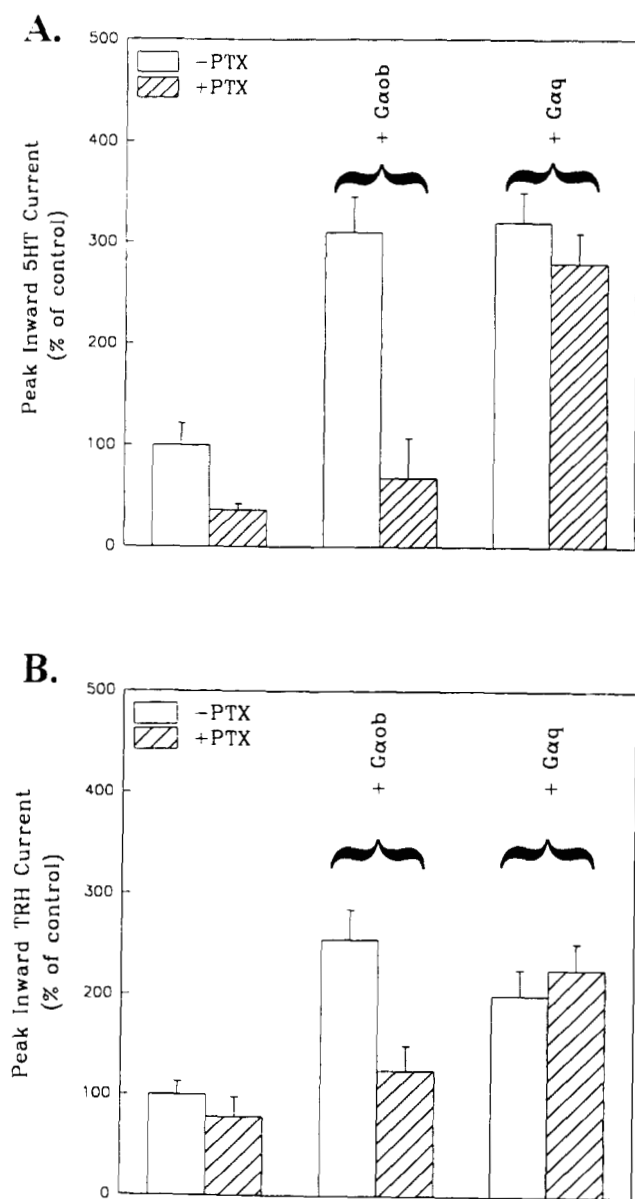 A.
500
400
300
200
100
0
Peak Inward 5HT Current
(% of control)
-PTX
+PTX
+ Gαob
+ Gαq
B.
500
400
300
200
100
0
Peak Inward TRH Current
(% of control)
-PTX
+PTX
+ Gαob
+ Gαq